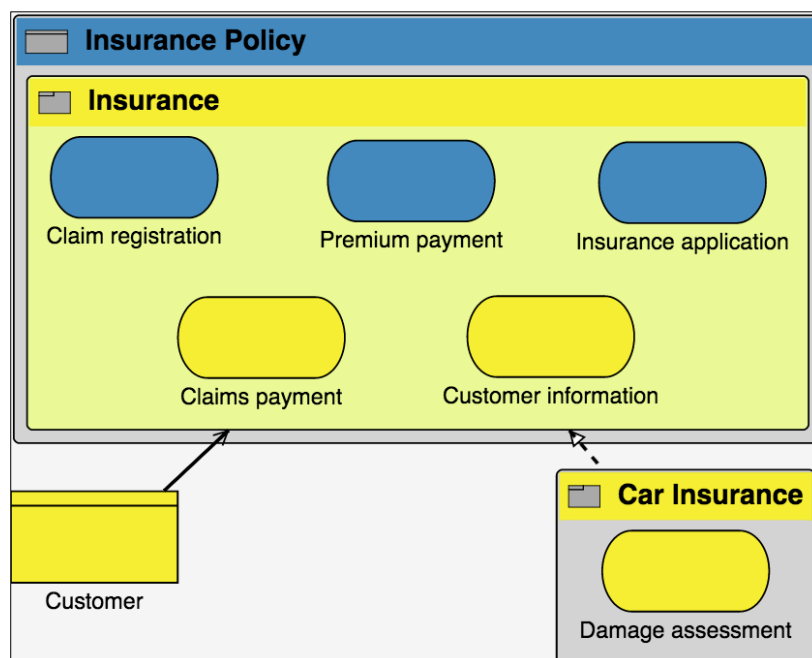 Insurance Policy
Insurance
Claim registration
Premium payment
Insurance application
Claims payment
Customer information
Car Insurance
Customer
Damage assessment